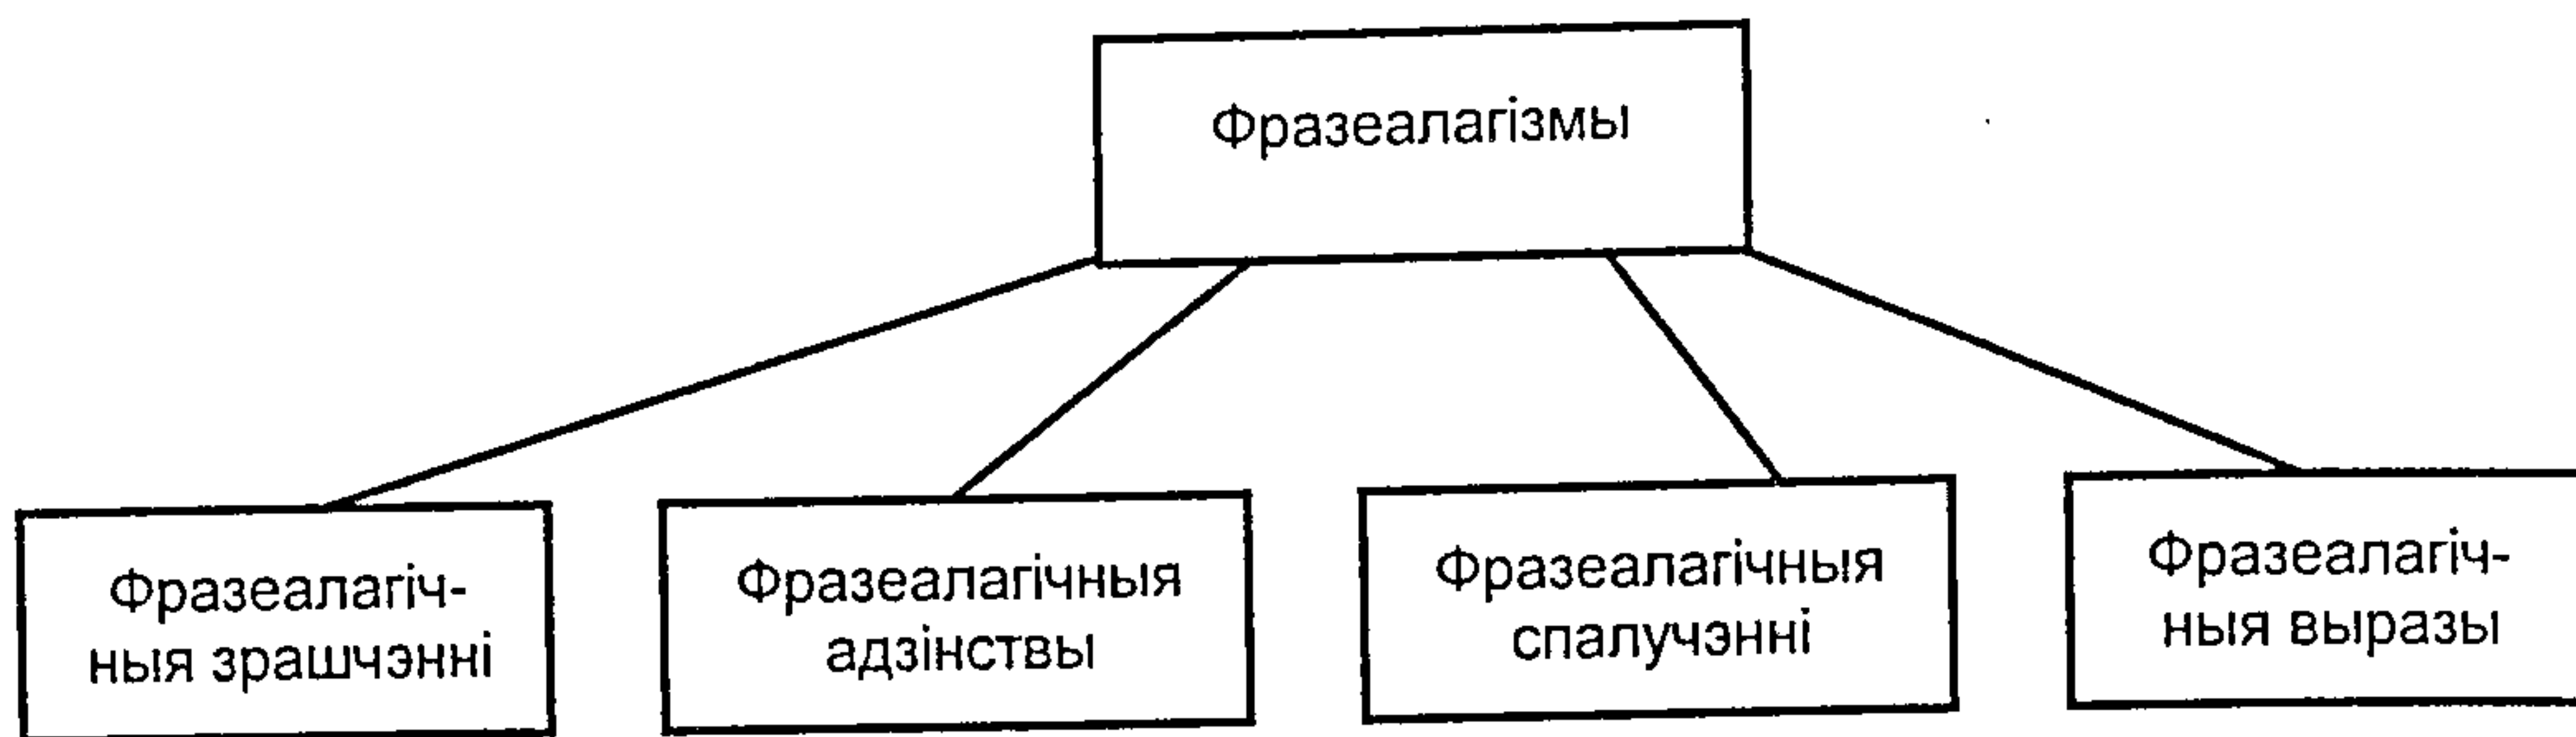 Фразеалагізмы
Фразеалагіч-
ныя зрашчэнні
Фразеалагічныя
адзінствы
Фразеалагічныя
спалучэнні
Фразеалагіч-
ныя выразы